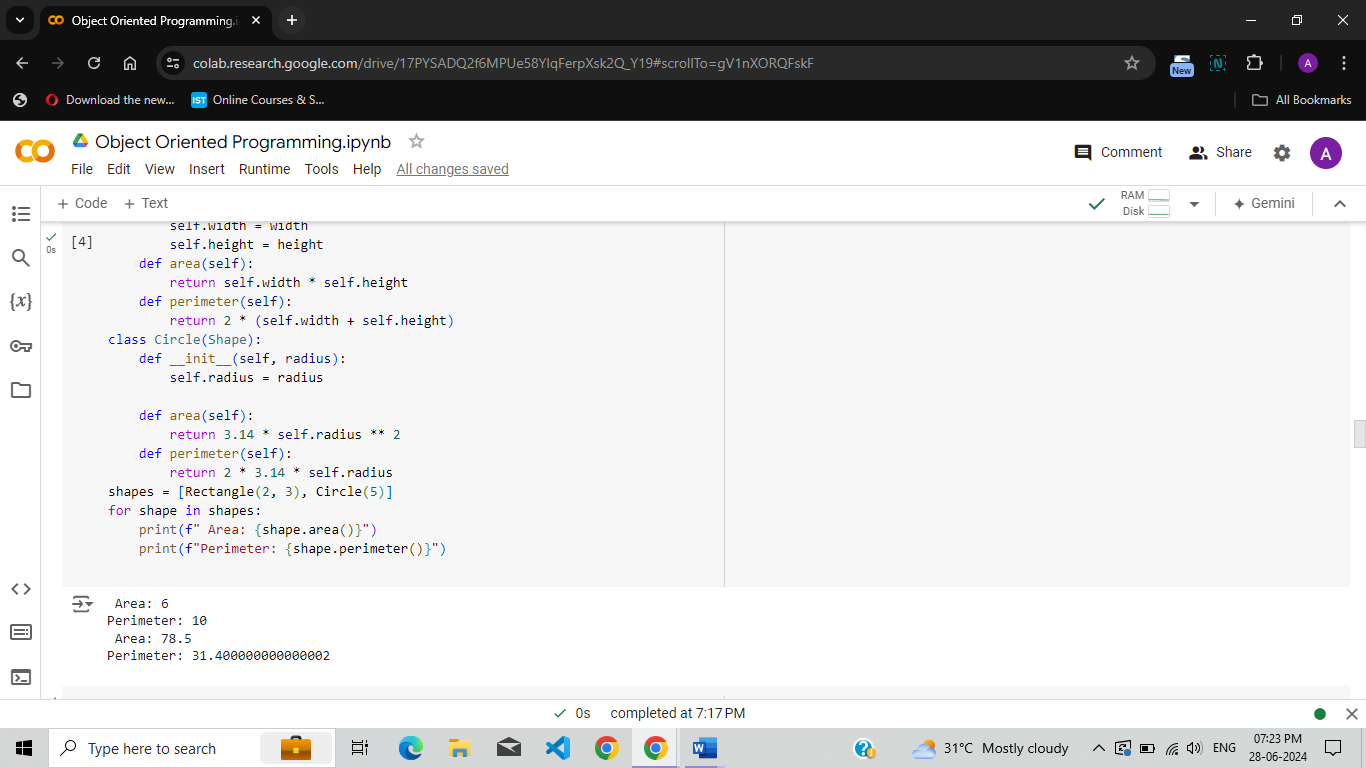 Object Oriented Programming.i
colab.research.google.com/drive/17PYSADQ2f6MPUe58YIqFerpXsk2Q_Y19#scrollTo=gV1nXORQFskF
New
N
A
Download the new...
IST
Online Courses & S...
All Bookmarks
Object Oriented Programming.ipynb
File Edit View Insert Runtime Tools Help All changes saved
Comment
Share
A
+ Code + Text
RAM
Disk
Gemini
0s
[4]
{x}
        self.width = width
        self.height = height
    def area(self):
        return self.width * self.height
    def perimeter(self):
        return 2 * (self.width + self.height)
class Circle(Shape):
    def __init__(self, radius):
        self.radius = radius
    def area(self):
        return 3.14 * self.radius ** 2
    def perimeter(self):
        return 2 * 3.14 * self.radius
shapes = [Rectangle(2, 3), Circle(5)]
for shape in shapes:
    print(f" Area: {shape.area()}")
    print(f"Perimeter: {shape.perimeter()}")
 Area: 6
Perimeter: 10
 Area: 78.5
Perimeter: 31.400000000000002
0s completed at 7:17 PM
Type here to search
31°C Mostly cloudy
ENG
07:23 PM
28-06-2024